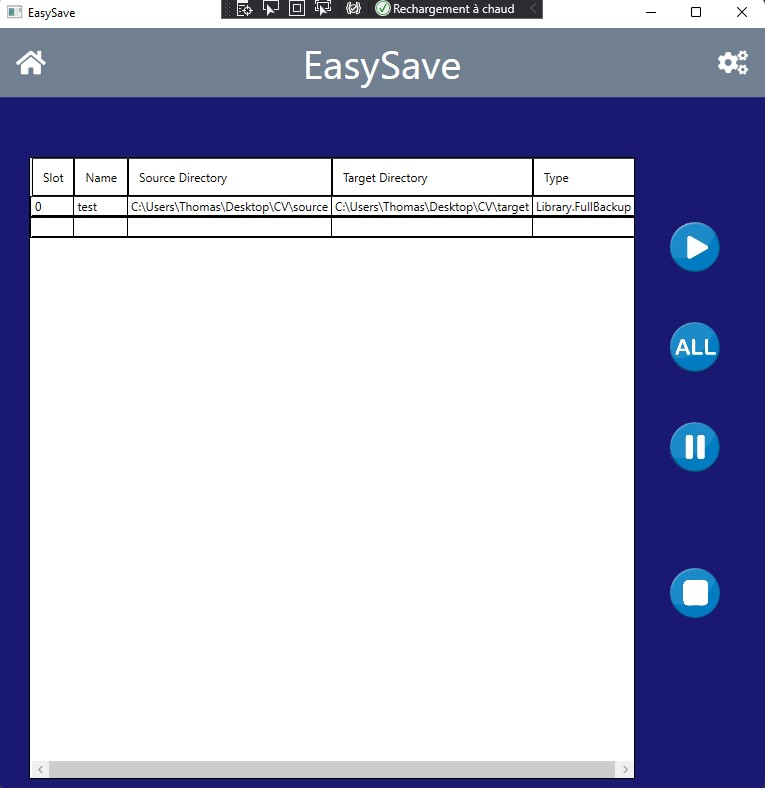 EasySave
Rechargement à chaud
EasySave
Slot Name Source Directory Target Directory Type
0 test C:\Users\Thomas\Desktop\CV\source C:\Users\Thomas\Desktop\CV\target Library.FullBackup
ALL